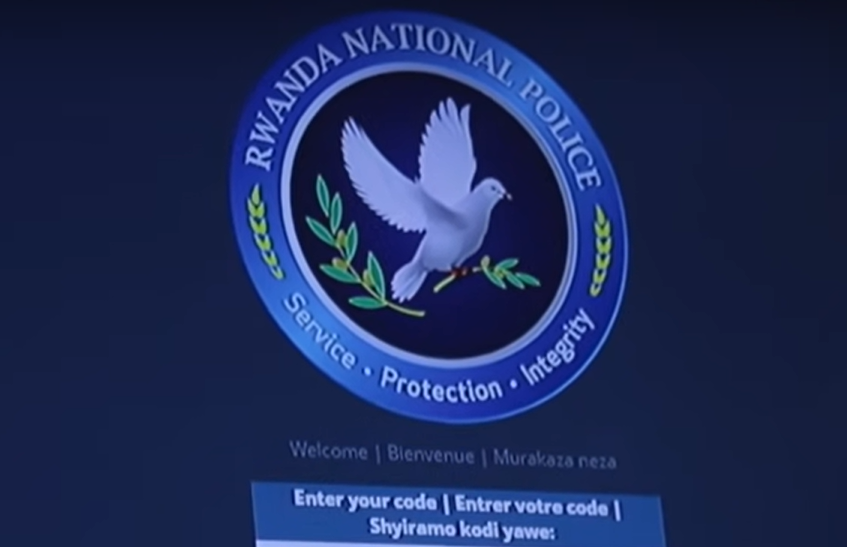 RWANDA NATIONAL POLICE
Service • Protection • Integrity
Welcome | Bienvenue | Murakaza neza
Enter your code | Entrer votre code |
Shyiramo kodi yawe: